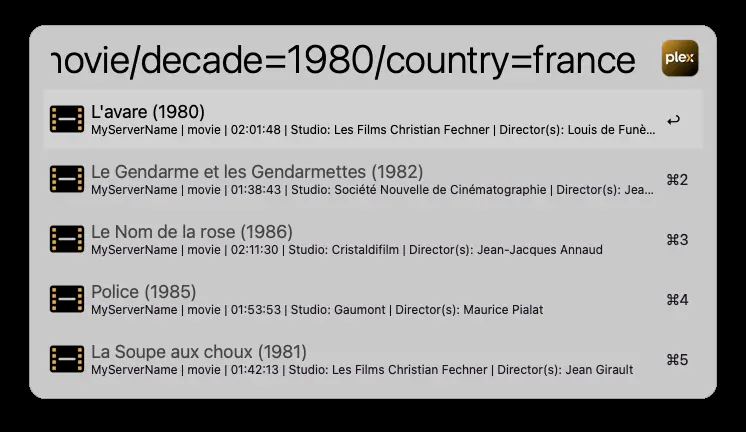 movie/decade=1980/country=france plex
L'avare (1980)
MyServerName | movie | 02:01:48 | Studio: Les Films Christian Fechner | Director(s): Louis de Funè... ↩
Le Gendarme et les Gendarmettes (1982)
MyServerName | movie | 01:38:43 | Studio: Société Nouvelle de Cinématographie | Director(s): Jea... ⌘2
Le Nom de la rose (1986)
MyServerName | movie | 02:11:30 | Studio: Cristaldifilm | Director(s): Jean-Jacques Annaud ⌘3
Police (1985)
MyServerName | movie | 01:53:53 | Studio: Gaumont | Director(s): Maurice Pialat ⌘4
La Soupe aux choux (1981)
MyServerName | movie | 01:42:13 | Studio: Les Films Christian Fechner | Director(s): Jean Girault ⌘5